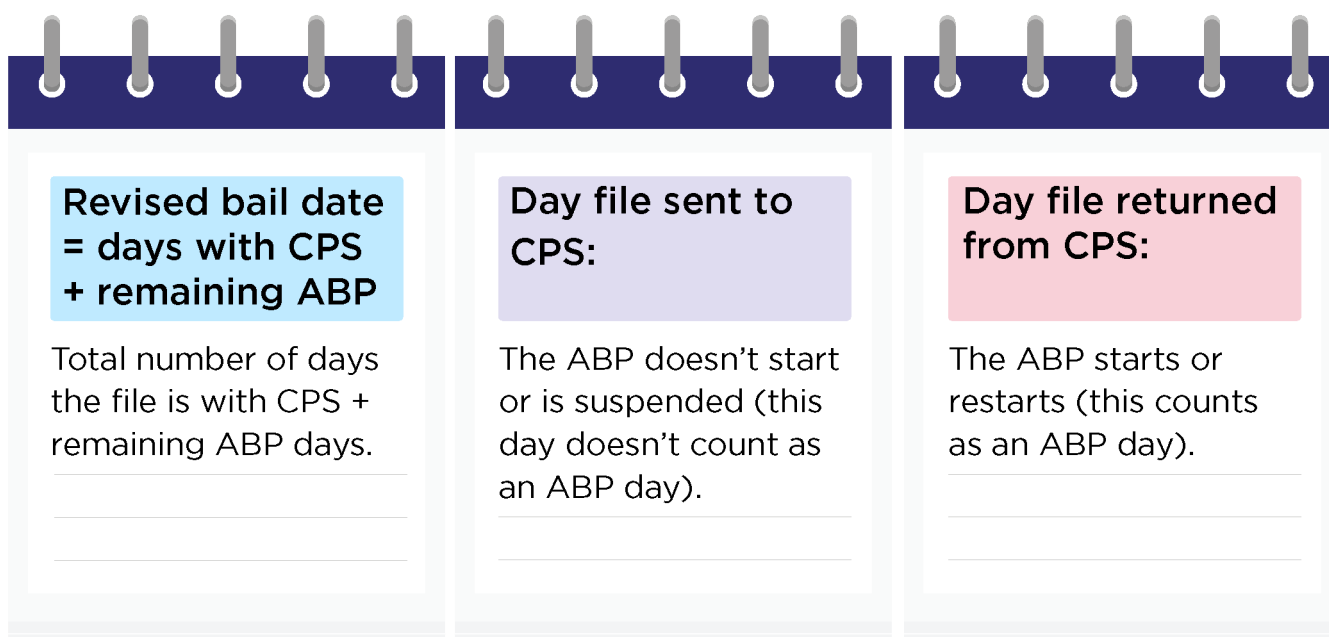 Revised bail date
= days with CPS
+ remaining ABP
Total number of days
the file is with CPS +
remaining ABP days.
Day file sent to
CPS:
The ABP doesn’t start
or is suspended (this
day doesn’t count as
an ABP day).
Day file returned
from CPS:
The ABP starts or
restarts (this counts
as an ABP day).